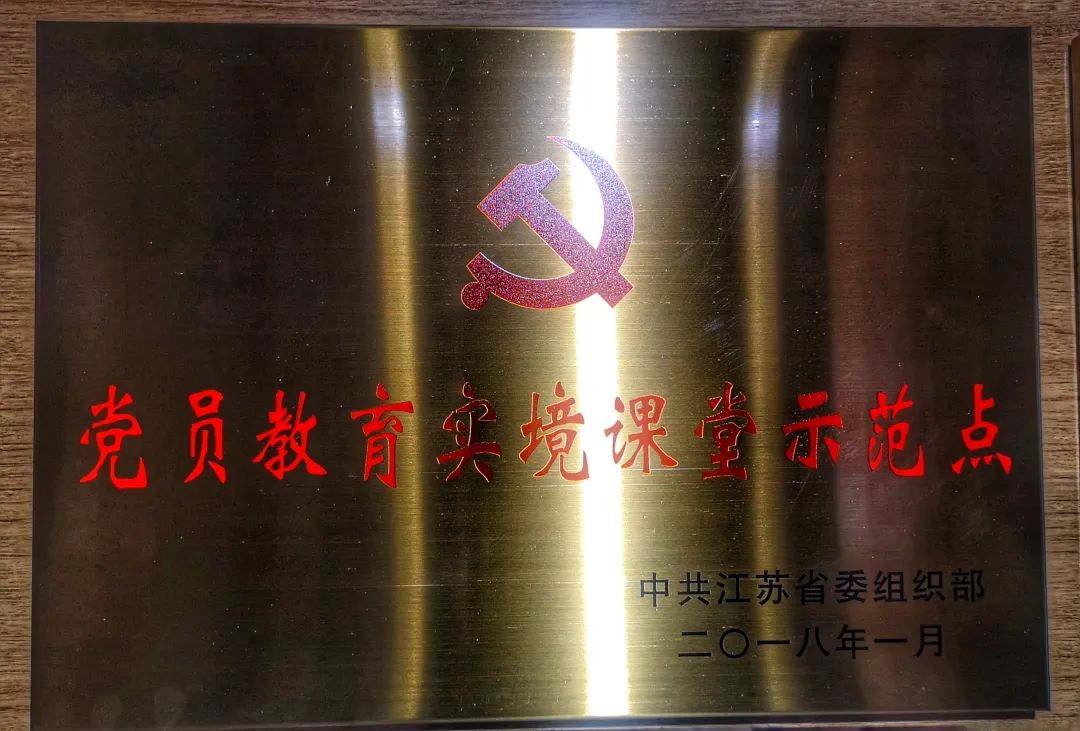 党员教育实境课堂示范点
中共江苏省委组织部
二〇一八年一月